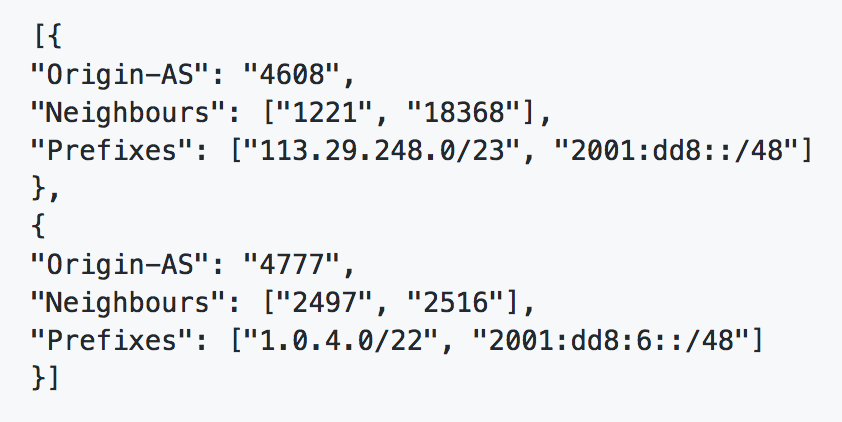 [{
"Origin-AS": "4608",
"Neighbours": ["1221", "18368"],
"Prefixes": ["113.29.248.0/23", "2001:dd8::/48"]
},
{
"Origin-AS": "4777",
"Neighbours": ["2497", "2516"],
"Prefixes": ["1.0.4.0/22", "2001:dd8:6::/48"]
}]